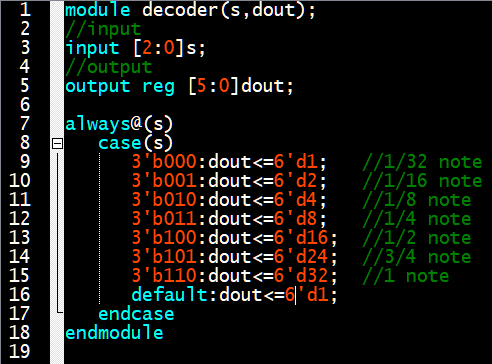 1 module decoder(s,dout);
2 //input
3 input [2:0]s;
4 //output
5 output reg [5:0]dout;
6
7 always@(s)
8 case(s)
9 3'b000:dout<=6'd1; //1/32 note
10 3'b001:dout<=6'd2; //1/16 note
11 3'b010:dout<=6'd4; //1/8 note
12 3'b011:dout<=6'd8; //1/4 note
13 3'b100:dout<=6'd16; //1/2 note
14 3'b101:dout<=6'd24; //3/4 note
15 3'b110:dout<=6'd32; //1 note
16 default:dout<=6'd1;
17 endcase
18 endmodule
19